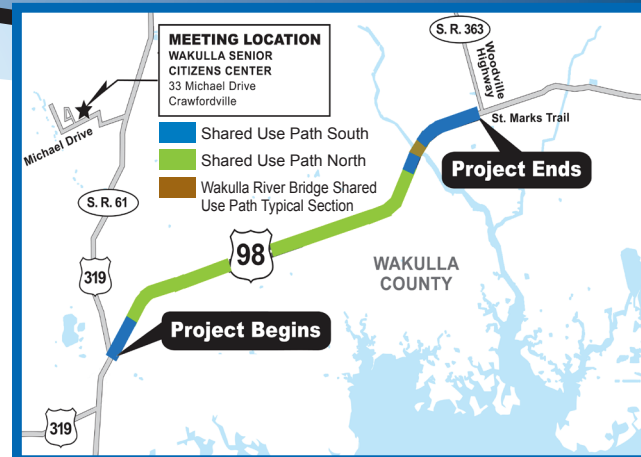 MEETING LOCATION
WAKULLA SENIOR
CITIZENS CENTER
33 Michael Drive
Crawfordville
S. R. 363
Woodville
Highway
St. Marks Trail
Michael Drive
Shared Use Path South
Shared Use Path North
Wakulla River Bridge Shared
Use Path Typical Section
Project Ends
S. R. 61
98
WAKULLA
COUNTY
319
Project Begins
319